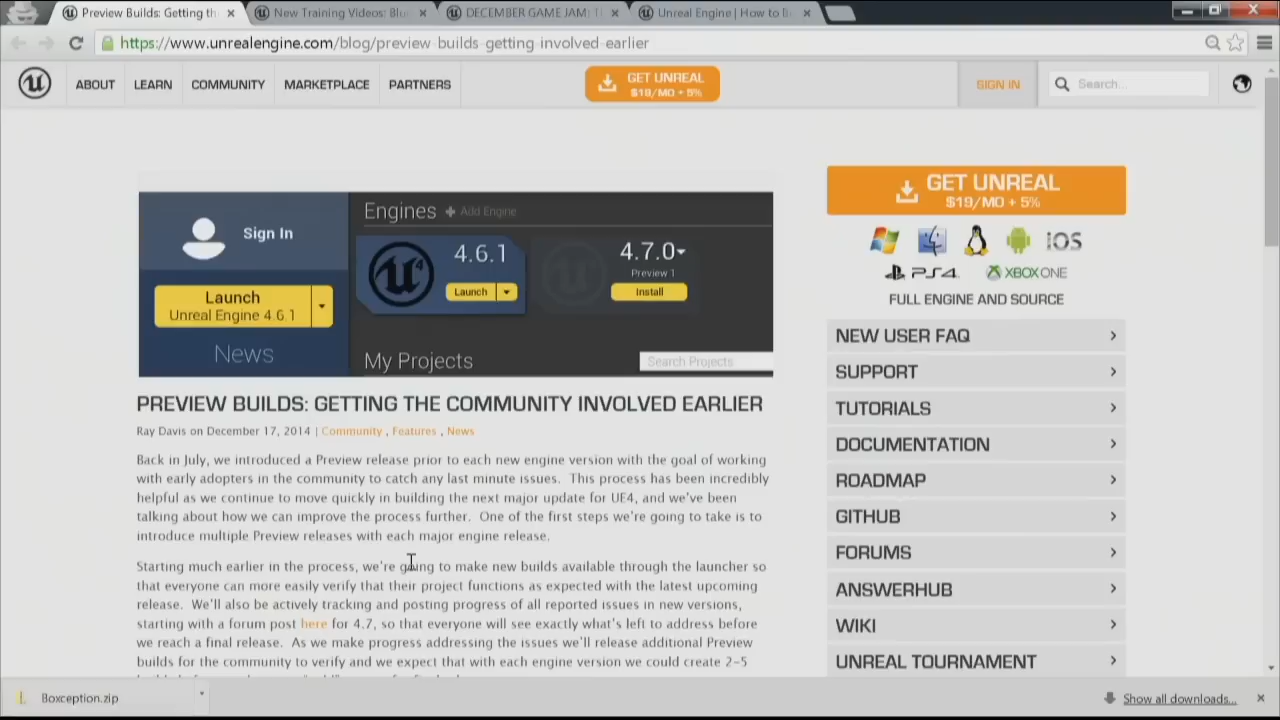 Preview Builds: Getting th
New Training Videos: Blu
DECEMBER GAME JAM: T
Unreal Engine | How to B
https://www.unrealengine.com/blog/preview-builds-getting-involved-earlier
ABOUT
LEARN
COMMUNITY
MARKETPLACE
PARTNERS
GET UNREAL
$19/MO + 5%
SIGN IN
Search...
Sign In
Launch
Unreal Engine 4.6.1
News
Engines
Add Engine
4.6.1
Launch
4.7.0
Preview 1
Install
My Projects
Search Projects
PREVIEW BUILDS: GETTING THE COMMUNITY INVOLVED EARLIER
Ray Davis on December 17, 2014 | Community , Features , News
Back in July, we introduced a Preview release prior to each new engine version with the goal of working
with early adopters in the community to catch any last minute issues.  This process has been incredibly
helpful as we continue to move quickly in building the next major update for UE4, and we've been
talking about how we can improve the process further.  One of the first steps we're going to take is to
introduce multiple Preview releases with each major engine release.
Starting much earlier in the process, we're going to make new builds available through the launcher so
that everyone can more easily verify that their project functions as expected with the latest upcoming
release.  We'll also be actively tracking and posting progress of all reported issues in new versions,
starting with a forum post here for 4.7, so that everyone will see exactly what's left to address before
we reach a final release.  As we make progress addressing the issues we'll release additional Preview
builds for the community to verify and we expect that with each engine version we could create 2-5
GET UNREAL
$19/MO + 5%
iOS
PS4
XBOX ONE
FULL ENGINE AND SOURCE
NEW USER FAQ
SUPPORT
TUTORIALS
DOCUMENTATION
ROADMAP
GITHUB
FORUMS
ANSWERHUB
WIKI
UNREAL TOURNAMENT
Boxception.zip
Show all downloads...